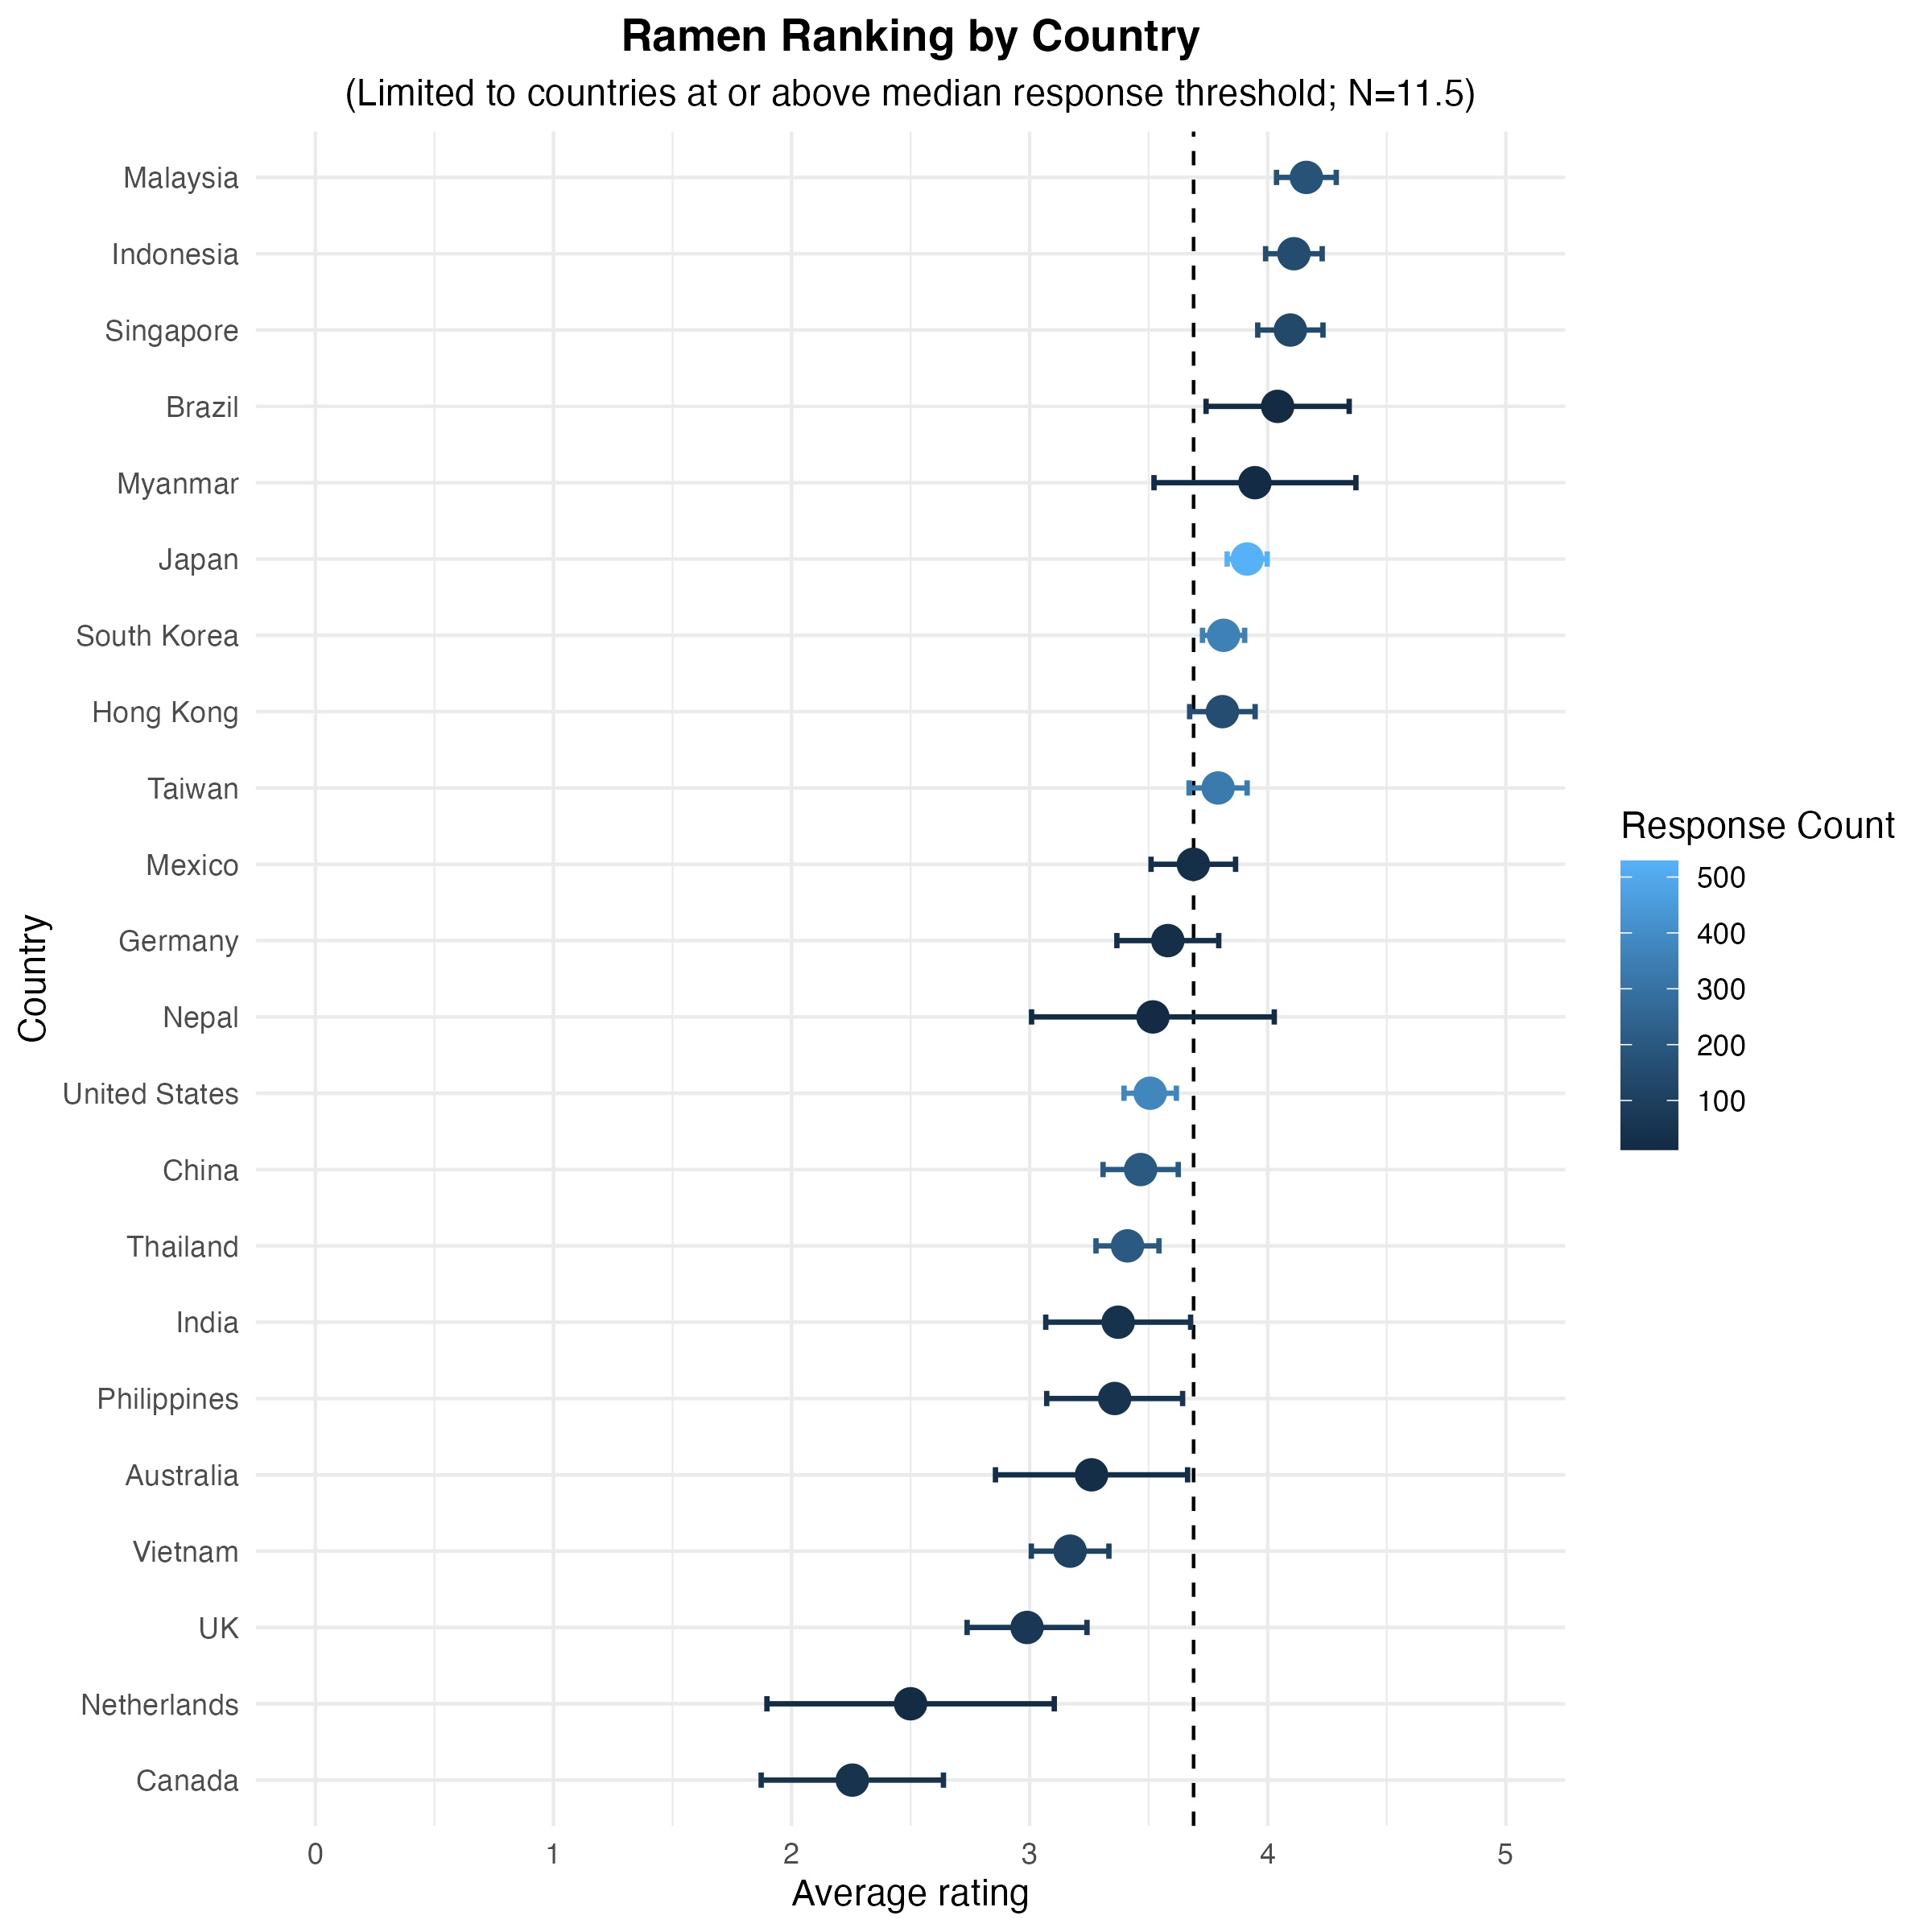 Ramen Ranking by Country
(Limited to countries at or above median response threshold; N=11.5)
Malaysia
Indonesia
Singapore
Brazil
Myanmar
Japan
South Korea
Hong Kong
Taiwan
Mexico
Germany
Nepal
United States
China
Thailand
India
Philippines
Australia
Vietnam
UK
Netherlands
Canada
Country
0 1 2 3 4 5
Average rating
Response Count
500
400
300
200
100